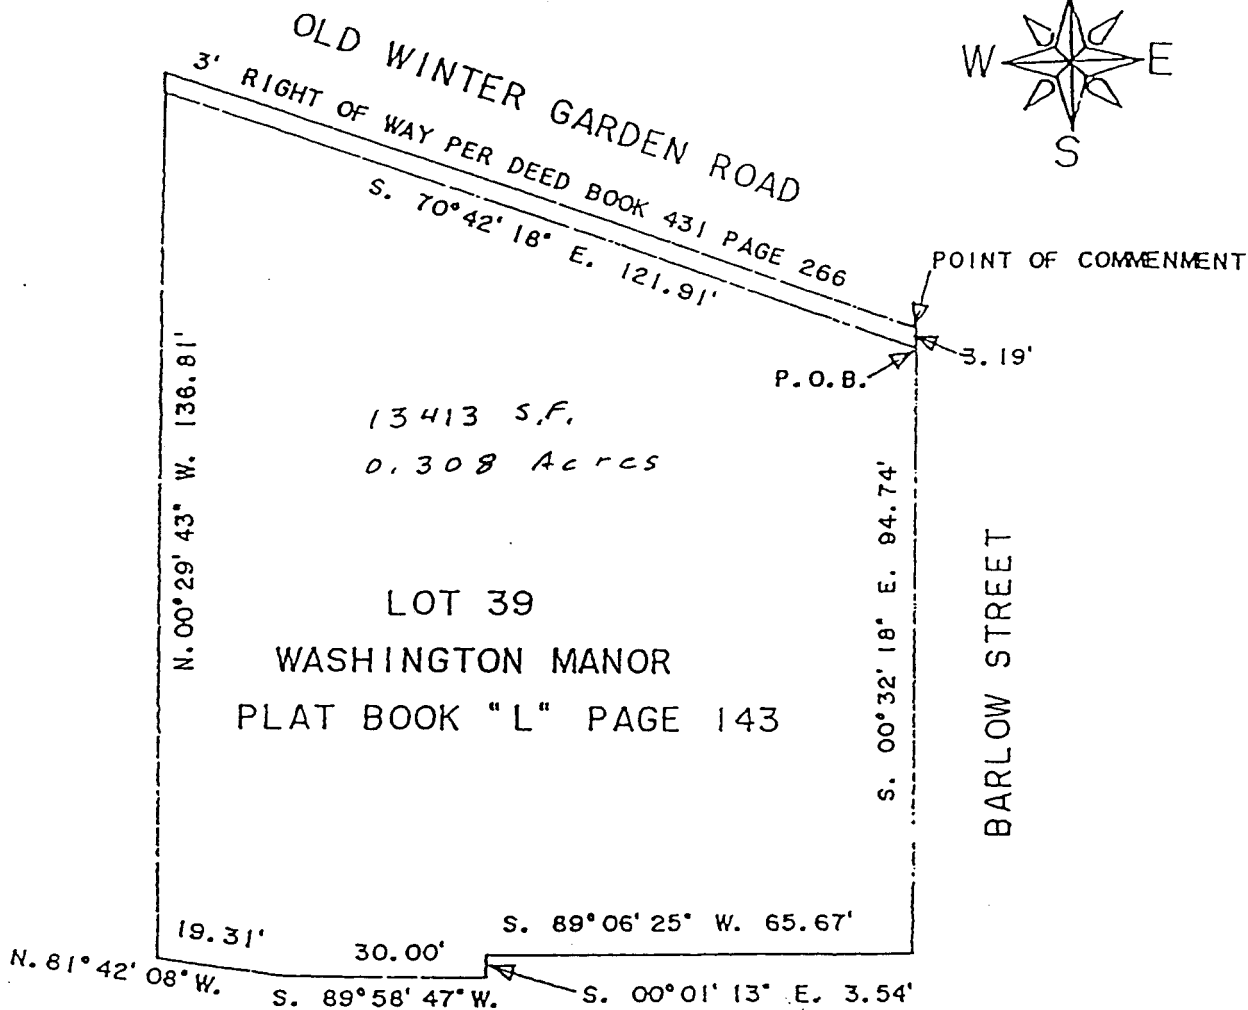 OLD WINTER GARDEN ROAD
3' RIGHT OF WAY PER DEED BOOK 431 PAGE 266
S. 70°42'18" E. 121.91'
W
E
S
POINT OF COMMENMENT
3.19'
P.O.B.
13413 S.F.
0.308 Acres
N. 00°29'43" W. 136.81'
S. 00°32'18" E. 94.74'
BARLOW STREET
LOT 39
WASHINGTON MANOR
PLAT BOOK "L" PAGE 143
S. 89°06'25" W. 65.67'
19.31'
30.00'
N. 81°42'08" W.
S. 89°58'47" W.
S. 00°01'13" E. 3.54'